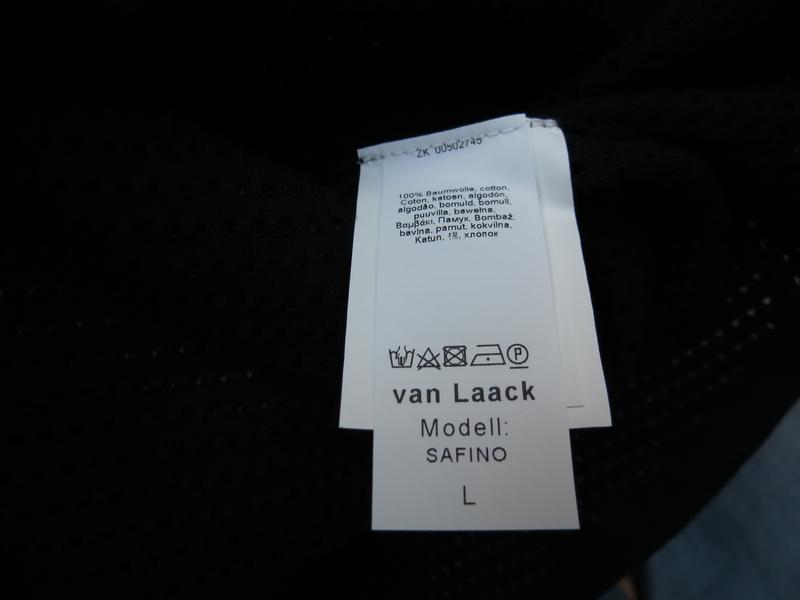 ZK 00502745
100% Baumwolle, cotton,
Coton, katoen, algodón,
algodão, bomuld, bomull,
puuvilla, bawełna,
Βαμβάκι, Памук, Bombaž,
bavlna, pamut, kokvilna,
Katun, 棉, хлопок
P
van Laack
Modell:
SAFINO
L